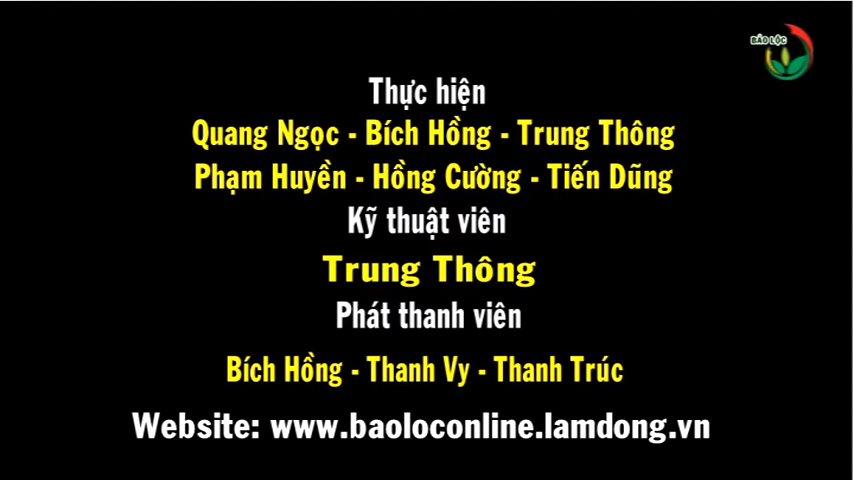 BẢO LỘC
Thực hiện
Quang Ngọc - Bích Hồng - Trung Thông
Phạm Huyền - Hồng Cường - Tiến Dũng
Kỹ thuật viên
Trung Thông
Phát thanh viên
Bích Hồng - Thanh Vy - Thanh Trúc
Website: www.baoloconline.lamdong.vn